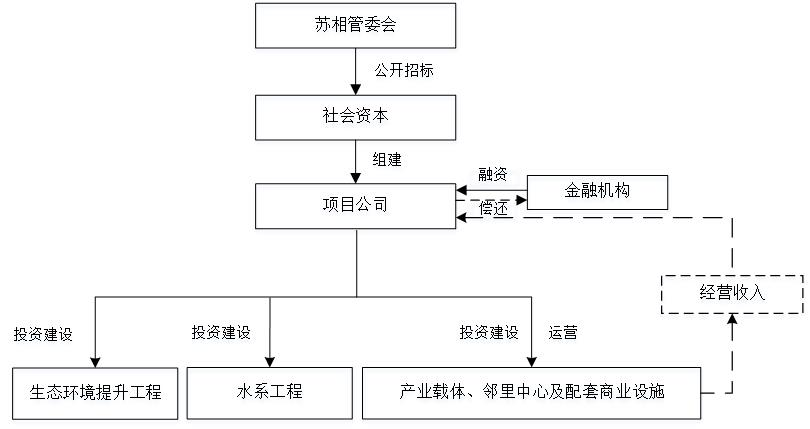 苏相管委会
公开招标
社会资本
组建
项目公司
融资
金融机构
偿还
经营收入
投资建设
投资建设
投资建设
运营
生态环境提升工程
水系工程
产业载体、邻里中心及配套商业设施